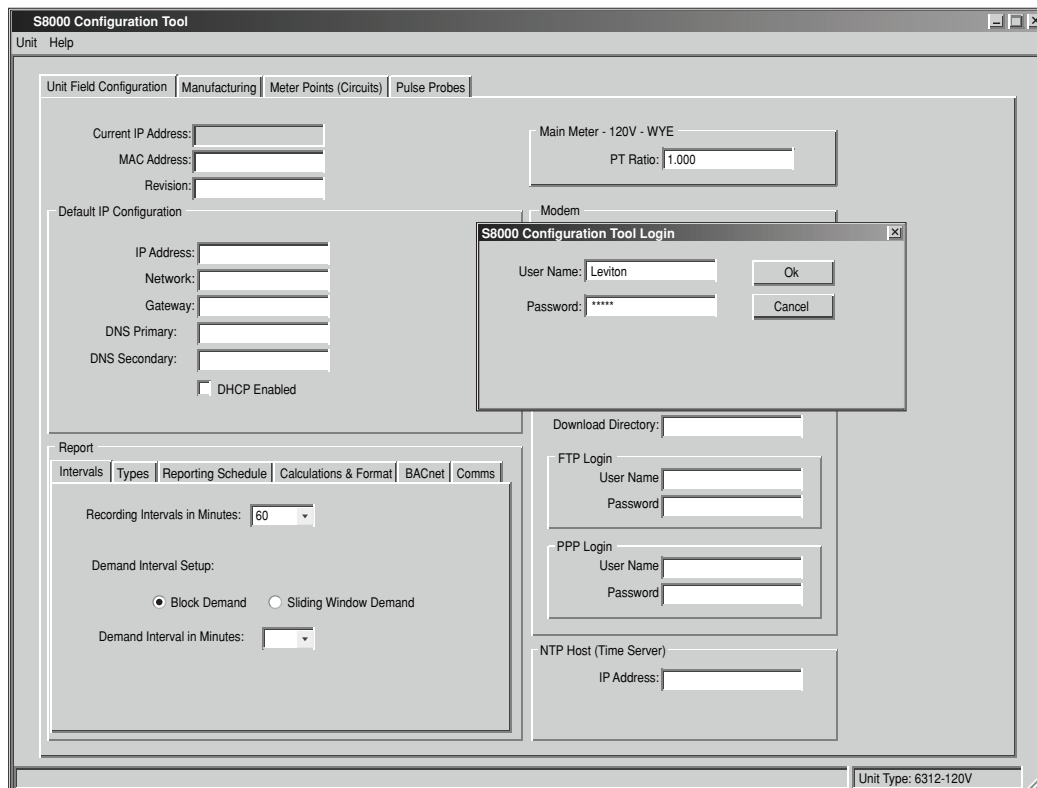 S8000 Configuration Tool
Unit Help
Unit Field Configuration Manufacturing Meter Points (Circuits) Pulse Probes
Current IP Address:
MAC Address:
Revision:
Main Meter - 120V - WYE
PT Ratio: 1.000
Default IP Configuration
IP Address:
Network:
Gateway:
DNS Primary:
DNS Secondary:
DHCP Enabled
Modem
S8000 Configuration Tool Login
User Name: Leviton
Ok
Password: *****
Cancel
Download Directory:
FTP Login
User Name
Password
PPP Login
User Name
Password
Report
Intervals Types Reporting Schedule Calculations & Format BACnet Comms
Recording Intervals in Minutes: 60
Demand Interval Setup:
Block Demand Sliding Window Demand
Demand Interval in Minutes:
NTP Host (Time Server)
IP Address:
Unit Type: 6312-120V